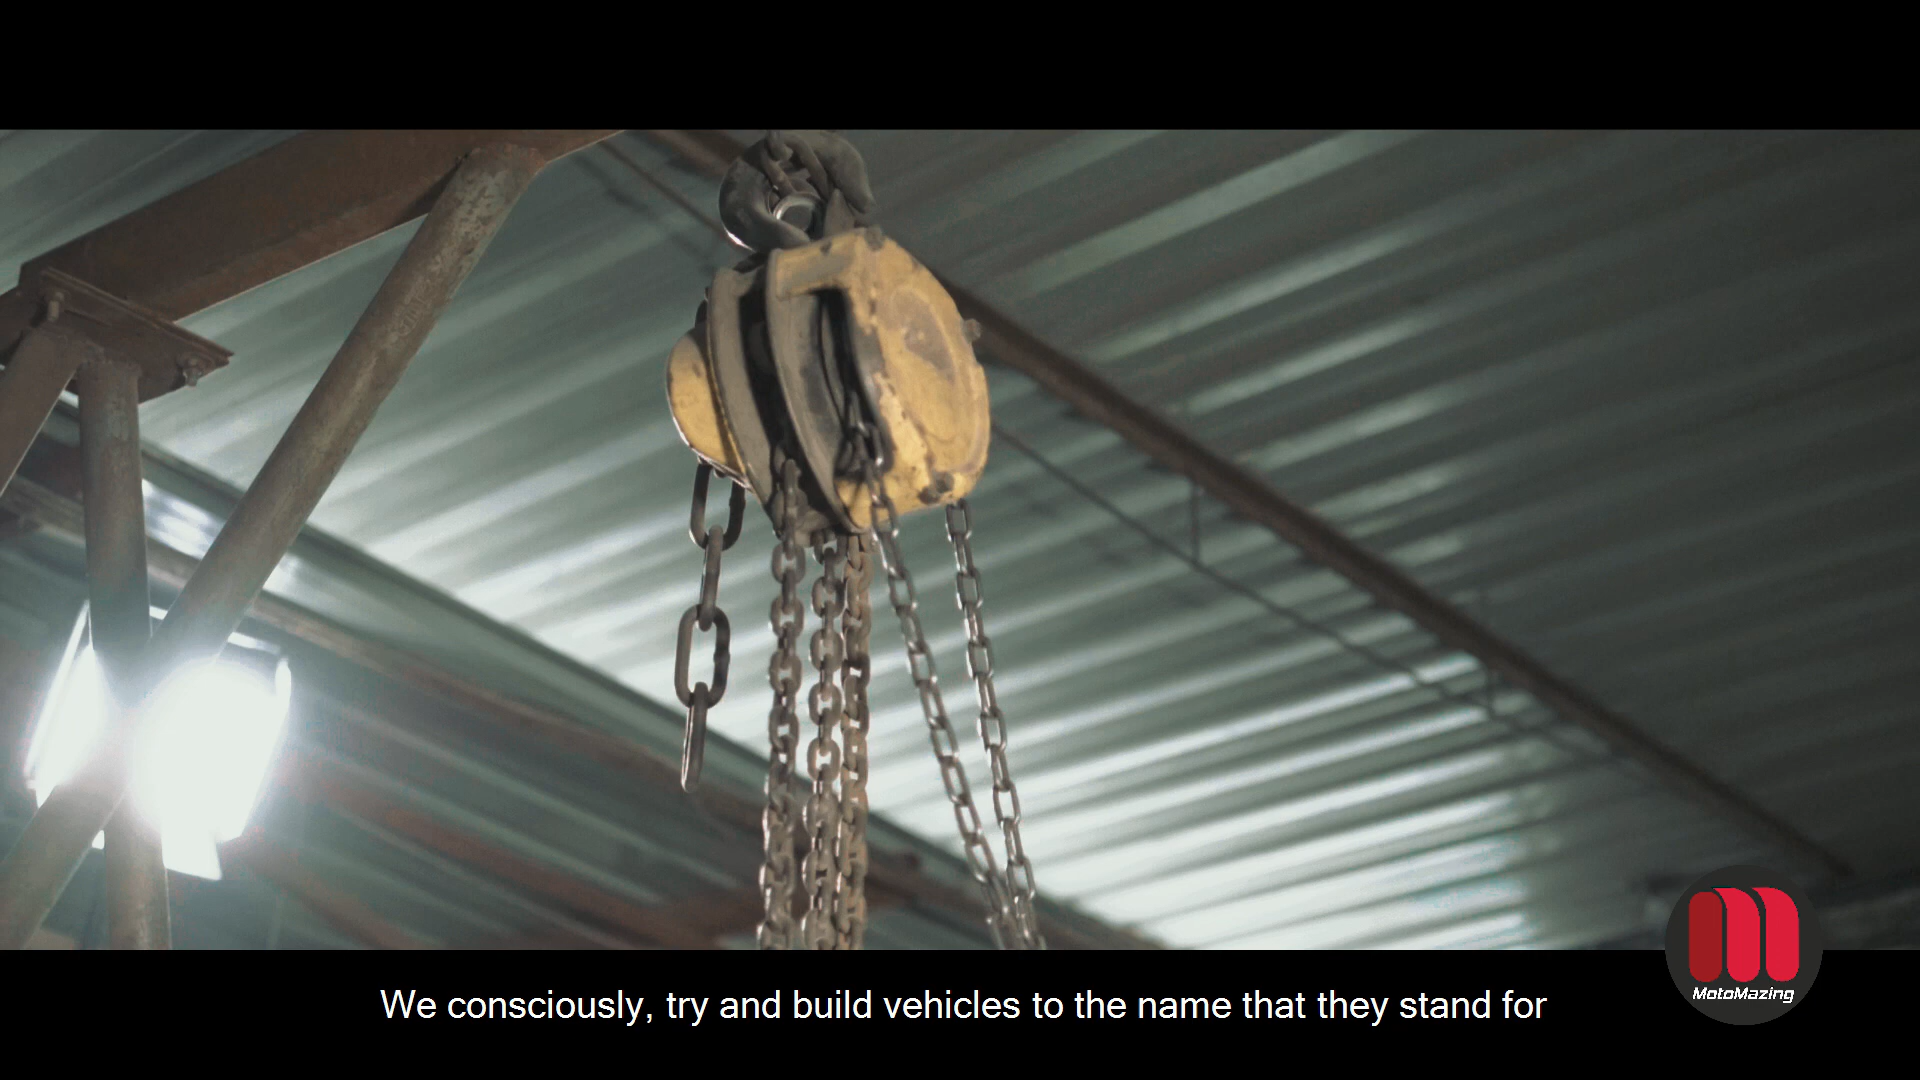 We consciously, try and build vehicles to the name that they stand for
MotoMazing